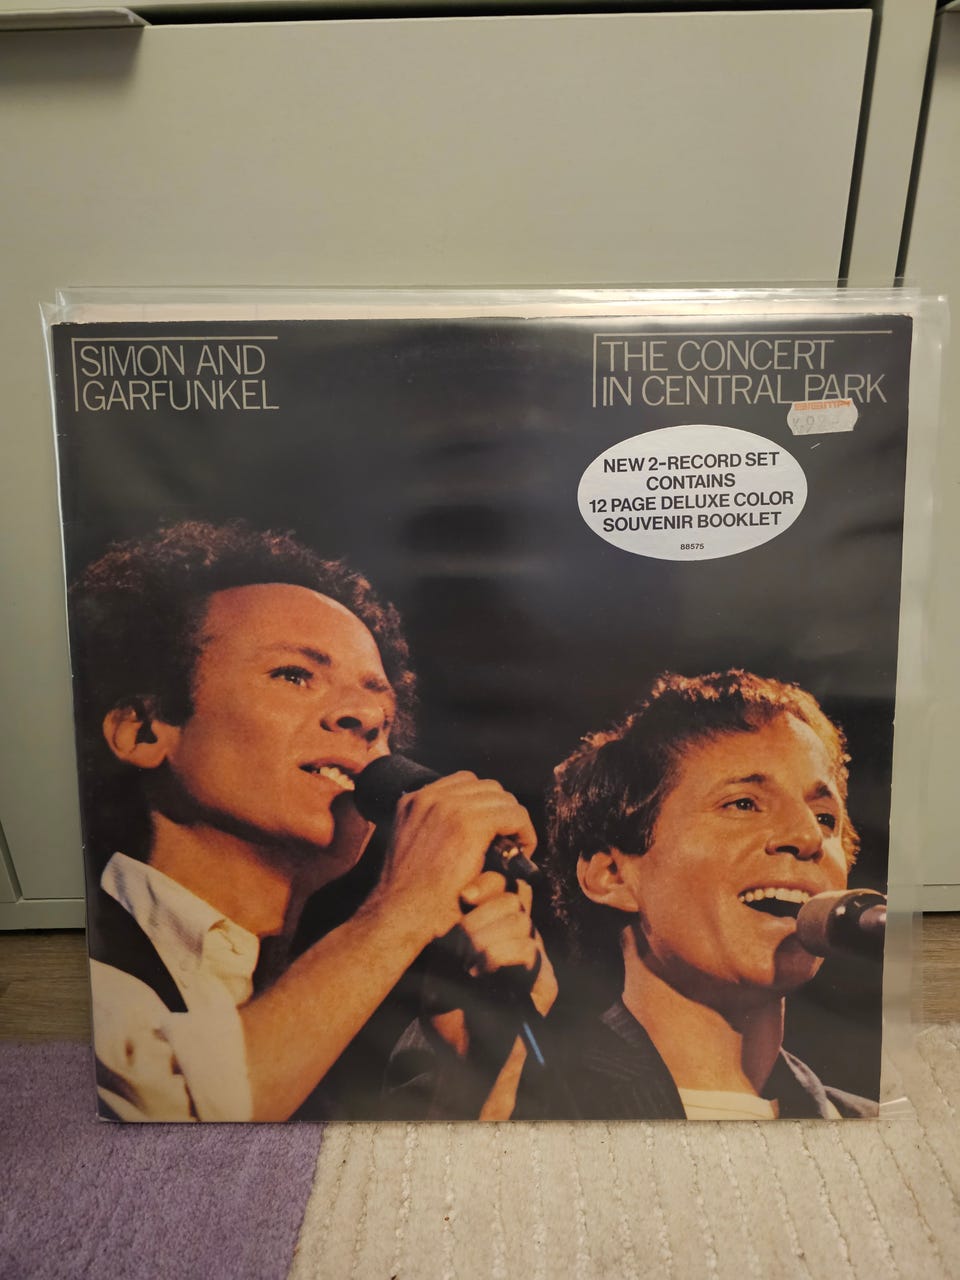 SIMON AND
GARFUNKEL
THE CONCERT
IN CENTRAL PARK
NEW 2-RECORD SET
CONTAINS
12 PAGE DELUXE COLOR
SOUVENIR BOOKLET
88575